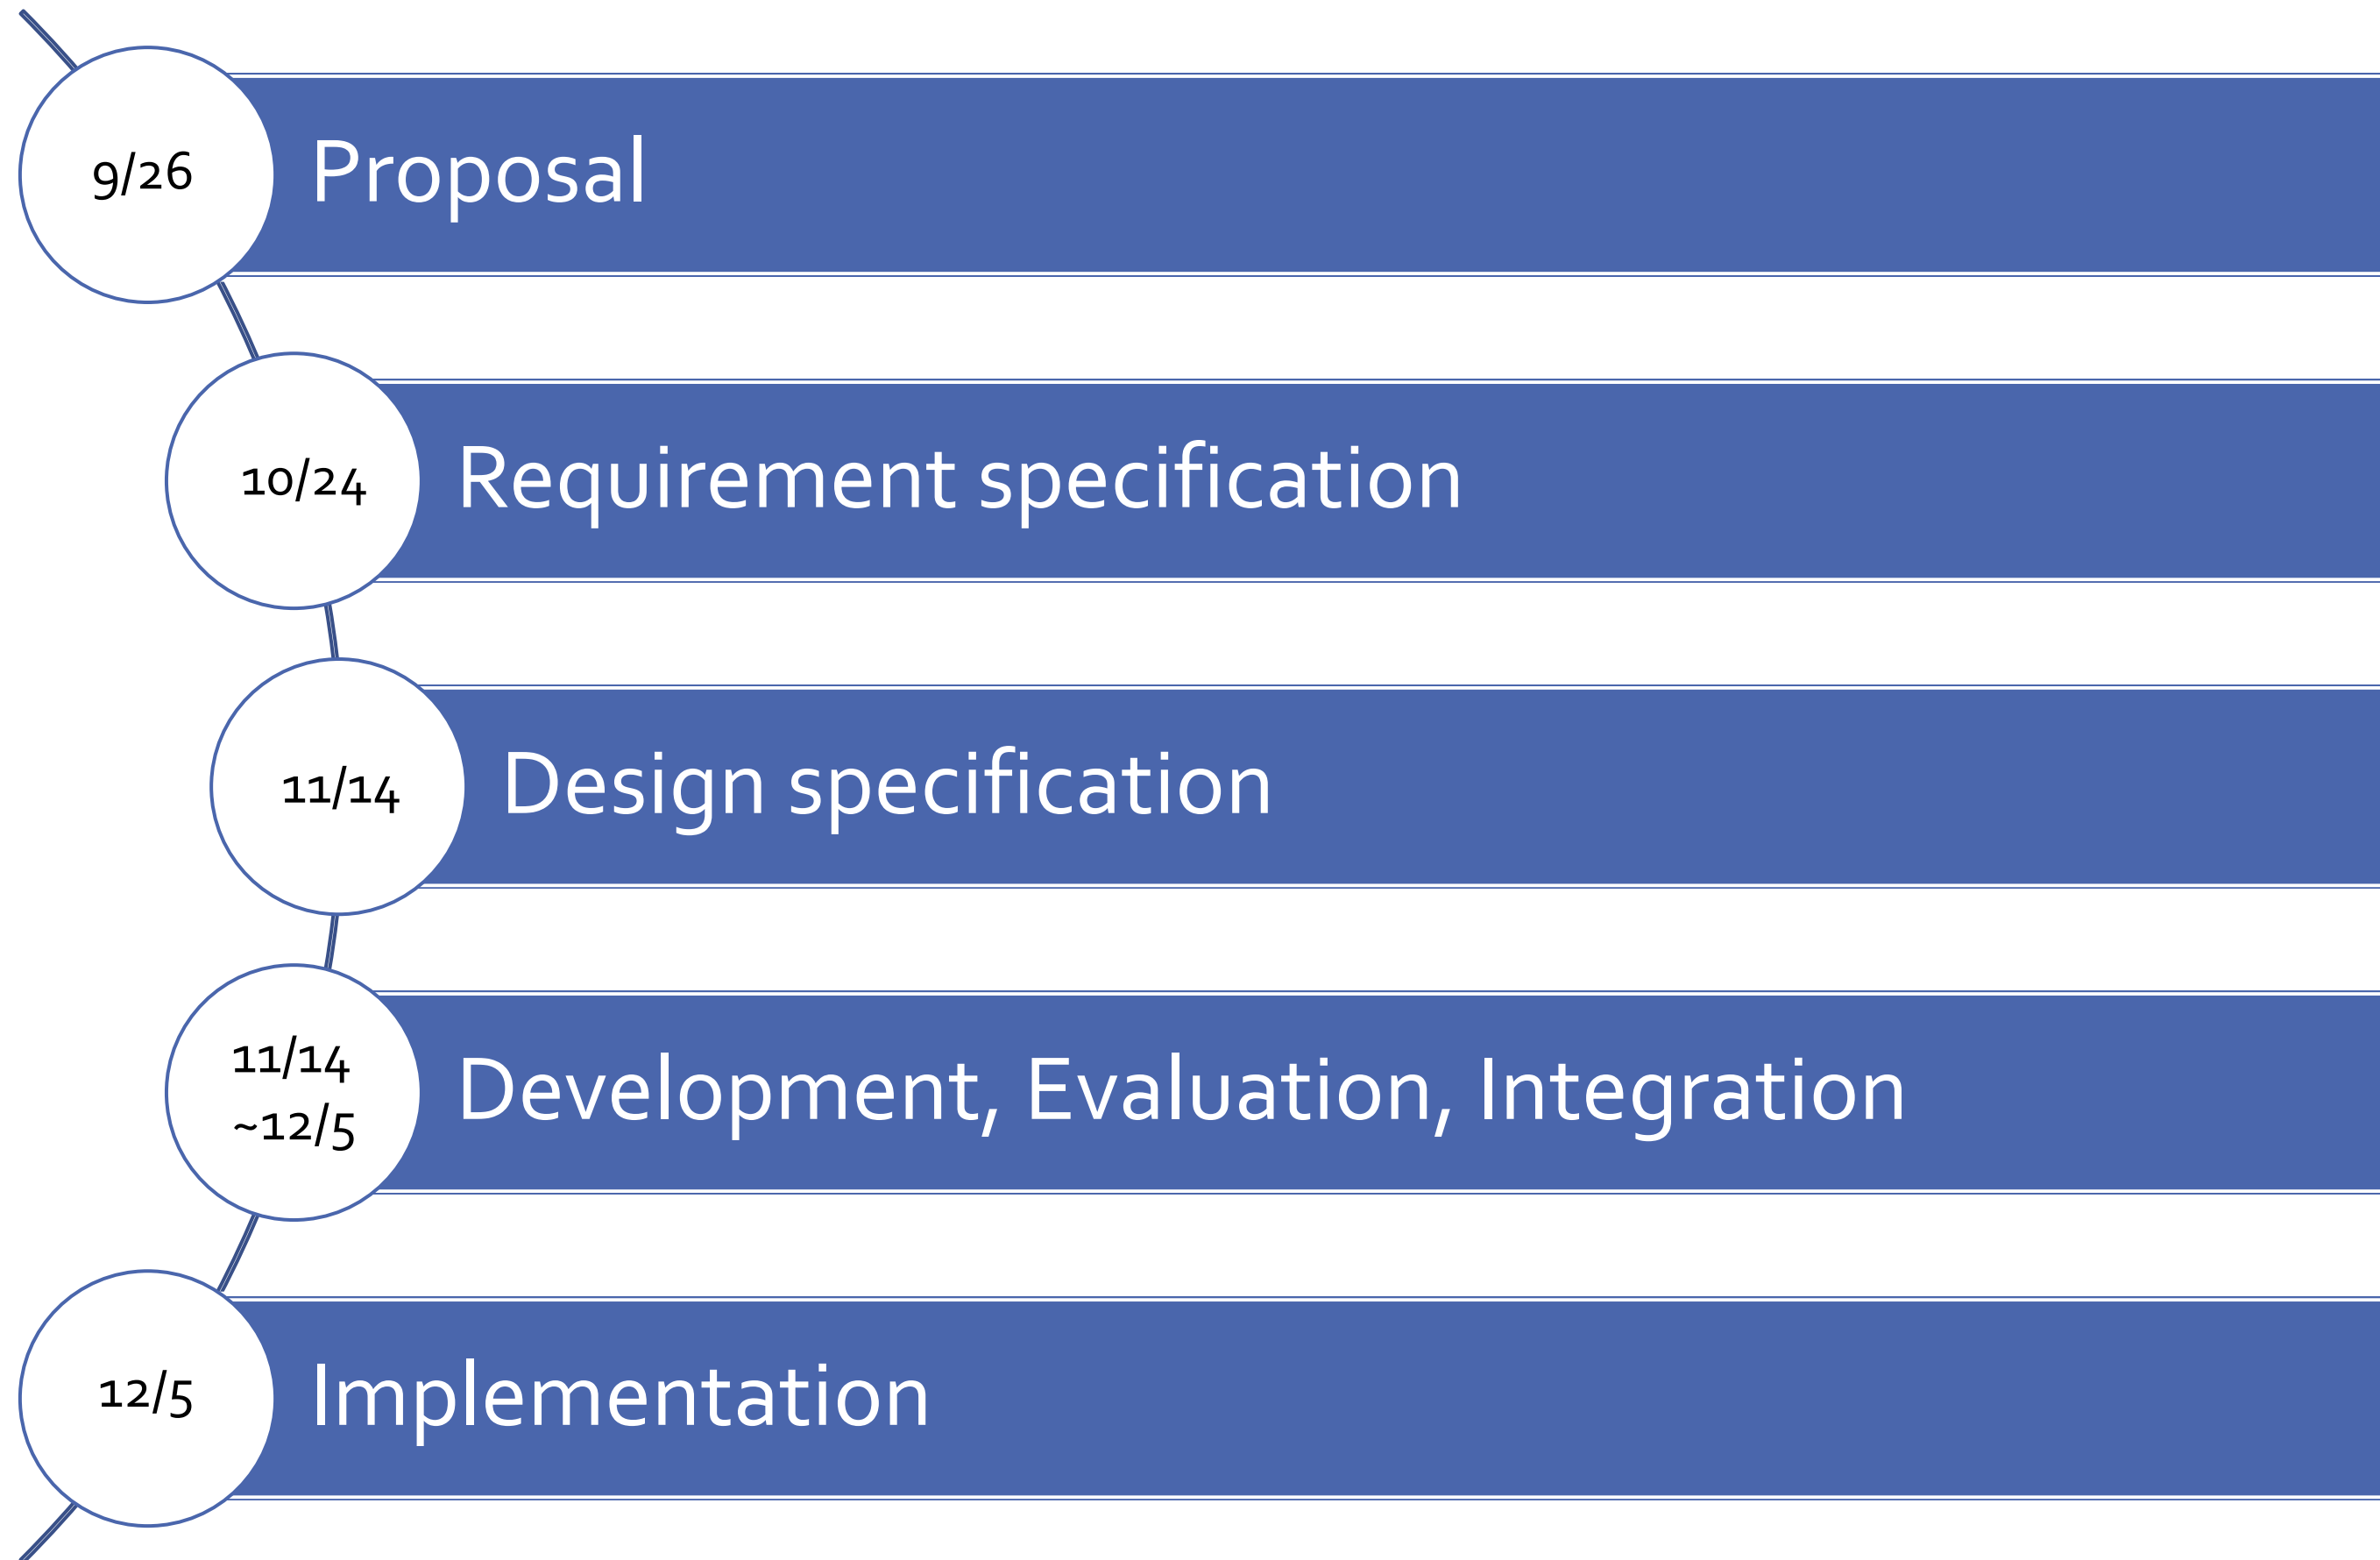 9/26
Proposal
10/24
Requirement specification
11/14
Design specification
11/14
~12/5
Development, Evaluation, Integration
12/5
Implementation